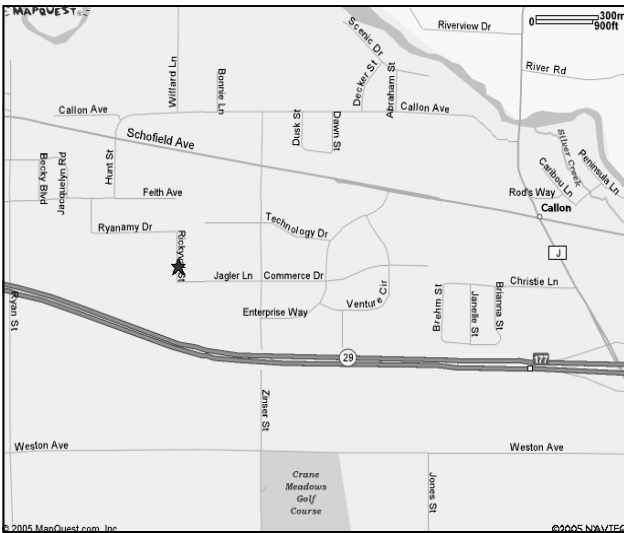 MAPQUEST
Riverview Dr
0
300m
900ft
Scenic Dr
River Rd
Willard Ln
Bonnie Ln
Decker St
Abraham St
Callon Ave
Callon Ave
Dusk St
Dawn St
Schofield Ave
Silver Creek
Peninsula Ln
Caribou Ln
Becky Blvd
Jacquelyn Rd
Hunt St
Feith Ave
Rod's Way
Callon
Ryanamy Dr
Technology Dr
J
Jagler Ln
Commerce Dr
Christie Ln
Ryan St
Enterprise Way
Venture Cir
Brehm St
Janelle St
Brianna St
29
177
Zinser St
Weston Ave
Weston Ave
Crane
Meadows
Golf
Course
Jones St
© 2005 MapQuest.com, Inc
©2005 NAVTEQ